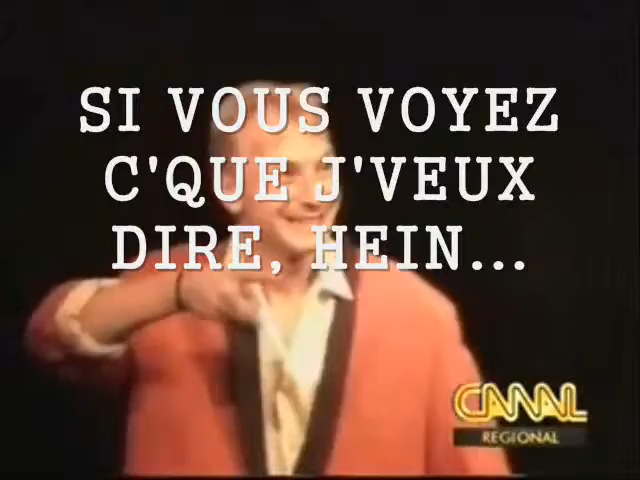 SI VOUS VOYEZ
C'QUE J'VEUX
DIRE, HEIN...
CANAL
REGIONAL